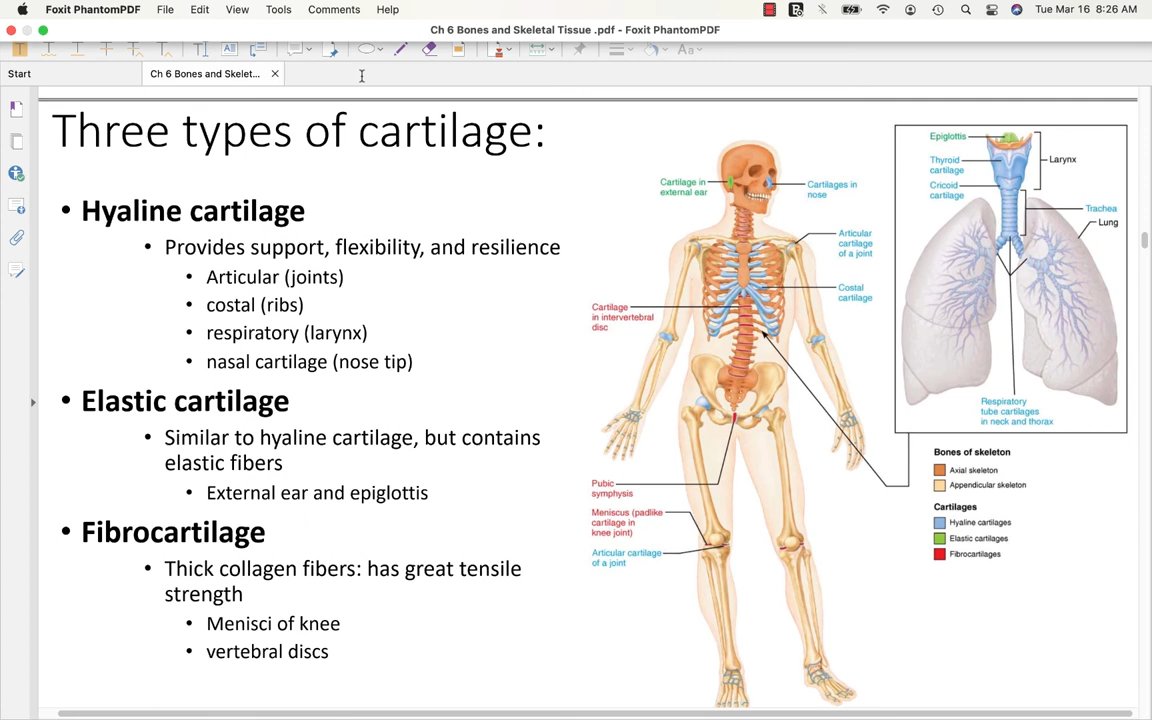 Foxit PhantomPDF File Edit View Tools Comments Help Tue Mar 16 8:26 AM
Ch 6 Bones and Skeletal Tissue .pdf - Foxit PhantomPDF
Start
Ch 6 Bones and Skelet...
Three types of cartilage:
• Hyaline cartilage
• Provides support, flexibility, and resilience
• Articular (joints)
• costal (ribs)
• respiratory (larynx)
• nasal cartilage (nose tip)
• Elastic cartilage
• Similar to hyaline cartilage, but contains
elastic fibers
• External ear and epiglottis
• Fibrocartilage
• Thick collagen fibers: has great tensile
strength
• Menisci of knee
• vertebral discs
Cartilage in
external ear
Cartilages in
nose
Articular
cartilage
of a joint
Costal
cartilage
Cartilage
in intervertebral
disc
Pubic
symphysis
Meniscus (padlike
cartilage in
knee joint)
Articular cartilage
of a joint
Epiglottis
Thyroid
cartilage
Cricoid
cartilage
Larynx
Trachea
Lung
Respiratory
tube cartilages
in neck and thorax
Bones of skeleton
Axial skeleton
Appendicular skeleton
Cartilages
Hyaline cartilages
Elastic cartilages
Fibrocartilages